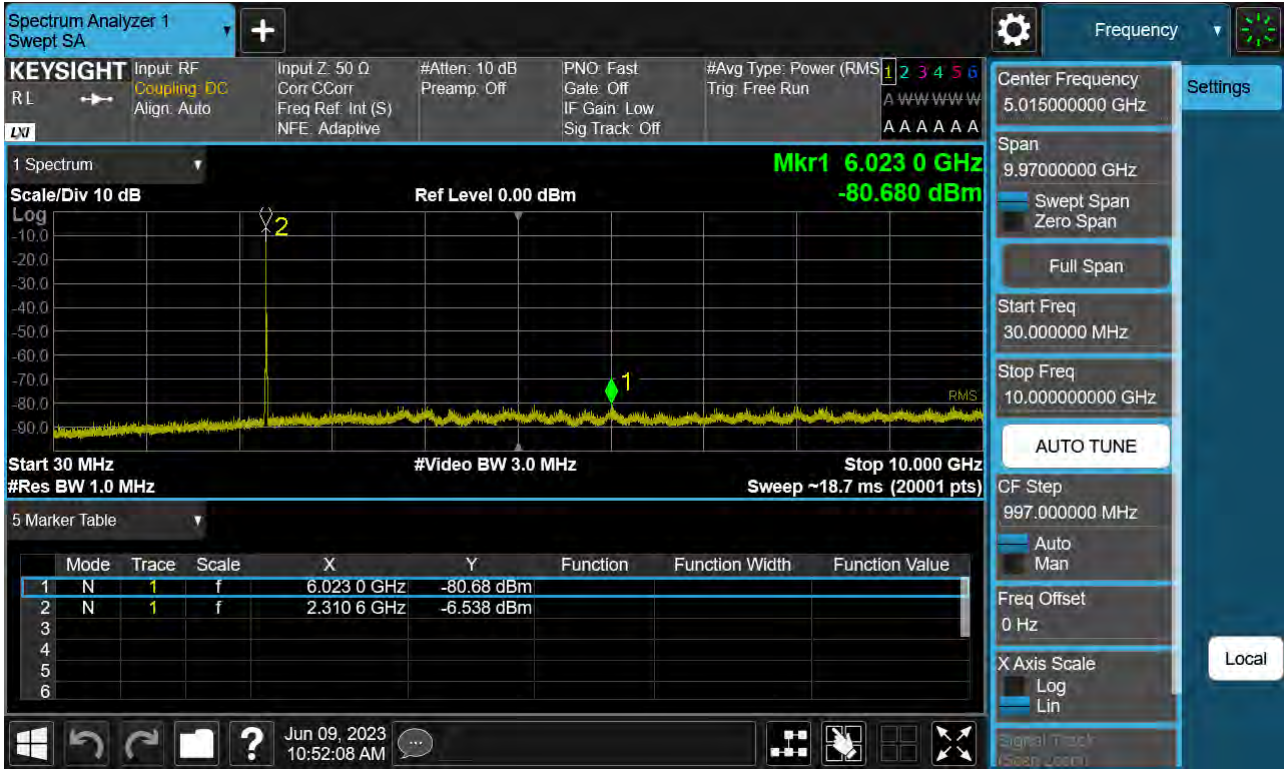 Spectrum Analyzer 1
Swept SA
Frequency
KEYSIGHT
R L
LXI
Input: RF
Coupling: DC
Align: Auto
Input Z: 50 Ω
Corr CCorr
Freq Ref: Int (S)
NFE: Adaptive
#Atten: 10 dB
Preamp: Off
PNO: Fast
Gate: Off
IF Gain: Low
Sig Track: Off
#Avg Type: Power (RMS
Trig: Free Run
1 2 3 4 5 6
A W W W W W
A A A A A A
1 Spectrum
Scale/Div 10 dB
Ref Level 0.00 dBm
Mkr1 6.023 0 GHz
-80.680 dBm
Log
-10.0
-20.0
-30.0
-40.0
-50.0
-60.0
-70.0
-80.0
-90.0
2
1
RMS
Start 30 MHz
#Video BW 3.0 MHz
Stop 10.000 GHz
#Res BW 1.0 MHz
Sweep ~18.7 ms (20001 pts)
5 Marker Table
Mode Trace Scale X Y Function Function Width Function Value
1 N 1 f 6.023 0 GHz -80.68 dBm
2 N 1 f 2.310 6 GHz -6.538 dBm
3
4
5
6
Jun 09, 2023
10:52:08 AM
?
Center Frequency
5.015000000 GHz
Settings
Span
9.97000000 GHz
Swept Span
Zero Span
Full Span
Start Freq
30.000000 MHz
Stop Freq
10.000000000 GHz
AUTO TUNE
CF Step
997.000000 MHz
Auto
Man
Freq Offset
0 Hz
X Axis Scale
Log
Lin
Local
Signal Track
(Span Zoom)